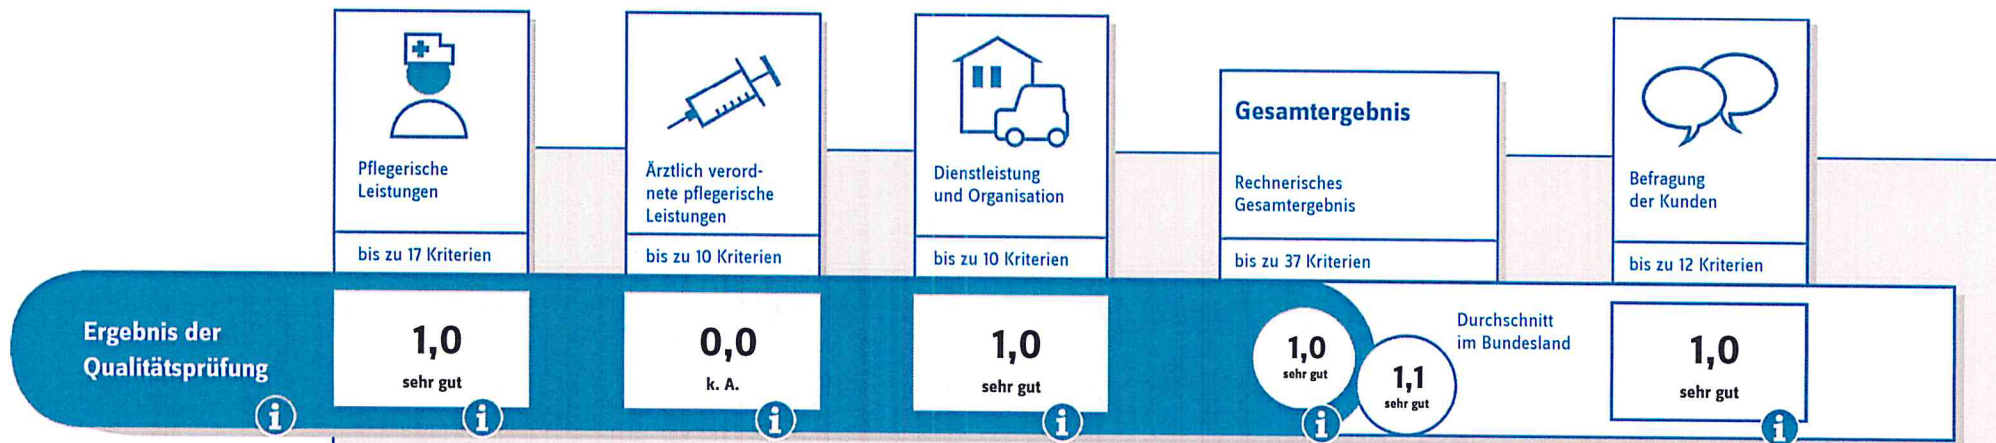 Pflegerische
Leistungen
bis zu 17 Kriterien
Ärztlich verord-
nete pflegerische
Leistungen
bis zu 10 Kriterien
Dienstleistung
und Organisation
bis zu 10 Kriterien
Gesamtergebnis
Rechnerisches
Gesamtergebnis
bis zu 37 Kriterien
Befragung
der Kunden
bis zu 12 Kriterien
Ergebnis der
Qualitätsprüfung
i
1,0
sehr gut
i
0,0
k. A.
i
1,0
sehr gut
i
1,0
sehr gut
i
1,1
sehr gut
Durchschnitt
im Bundesland
1,0
sehr gut
i